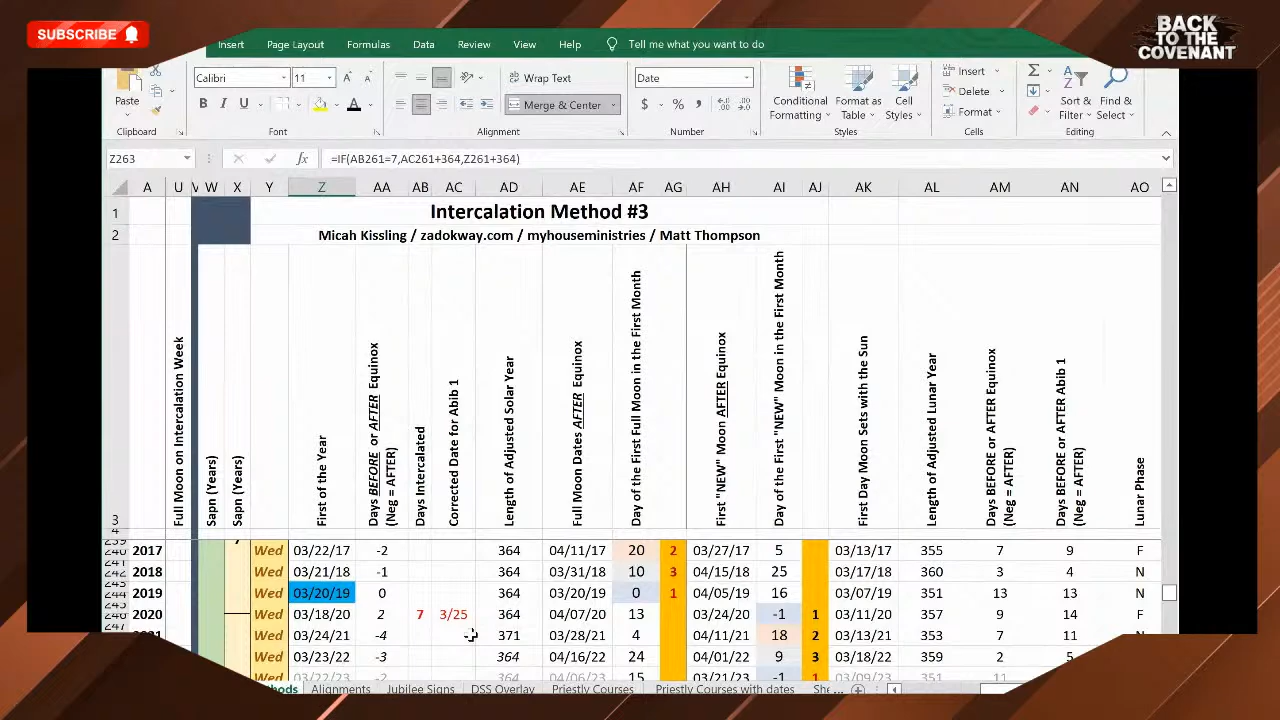 SUBSCRIBE
BACK
TO THE
COVENANT
Insert Page Layout Formulas Data Review View Help Tell me what you want to do
Calibri 11 Wrap Text Date Insert
Paste B I U Merge & Center $ % Conditional Format as Cell Delete Sort & Find &
Formatting Table Styles Format Filter Select
Clipboard Font Alignment Number Styles Cells Editing
Z263 fx =IF(AB261=7,AC261+364,Z261+364)
A U W X Y Z AA AB AC AD AE AF AG AH AI AJ AK AL AM AN AO
1 Intercalation Method #3
2 Micah Kissling / zadokway.com / myhouseministries / Matt Thompson
3
Full Moon on Intercalation Week
Sapn (Years)
Sapn (Years)
First of the Year
Days BEFORE or AFTER Equinox
(Neg = AFTER)
Days Intercalated
Corrected Date for Abib 1
Length of Adjusted Solar Year
Full Moon Dates AFTER Equinox
Day of the First Full Moon in the First Month
First "NEW" Moon AFTER Equinox
Day of the First "NEW" Moon in the First Month
First Day Moon Sets with the Sun
Length of Adjusted Lunar Year
Days BEFORE or AFTER Equinox
(Neg = AFTER)
Days BEFORE or AFTER Abib 1
(Neg = AFTER)
Lunar Phase
4
240 2017 Wed 03/22/17 -2 364 04/11/17 20 2 03/27/17 5 03/13/17 355 7 9 F
242 2018 Wed 03/21/18 -1 364 03/31/18 10 3 04/15/18 25 03/17/18 360 3 4 N
244 2019 Wed 03/20/19 0 364 03/20/19 0 1 04/05/19 16 03/07/19 351 13 13 N
246 2020 Wed 03/18/20 2 7 3/25 364 04/07/20 13 03/24/20 -1 1 03/11/20 357 9 14 F
Wed 03/24/21 -4 371 03/28/21 4 04/11/21 18 2 03/13/21 353 7 11 N
Wed 03/23/22 -3 364 04/16/22 24 04/01/22 9 3 03/18/22 359 2 5
Wed 03/22/23 -2 364 04/06/23 15 03/21/23 -1 1 03/09/23 351 11
Alignments Jubilee Signs DSS Overlay Priestly Courses Priestly Courses with dates